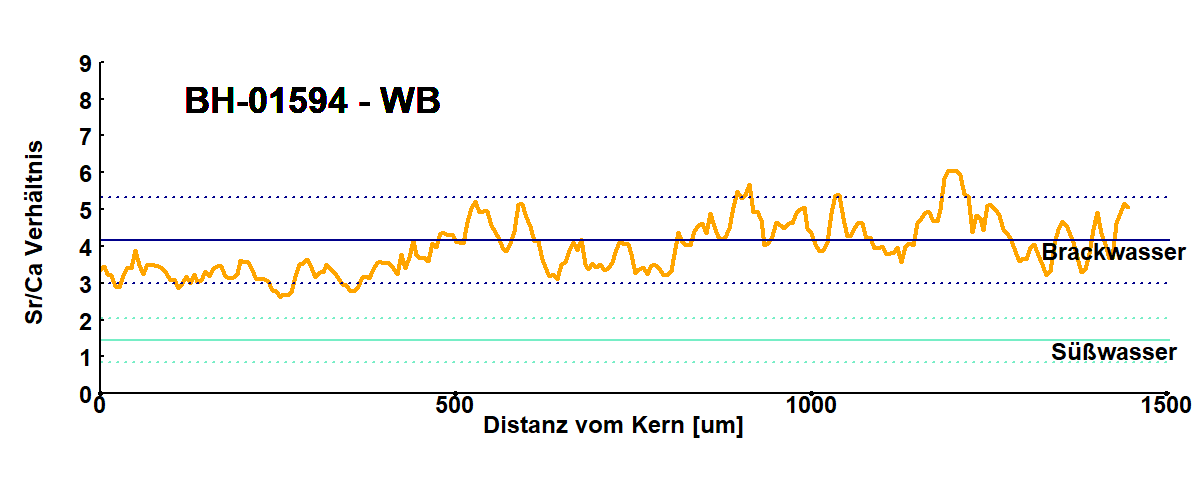 BH-01594 - WB
Sr/Ca Verhältnis
9
8
7
6
5
4
3
2
1
0
Brackwasser
Süßwasser
0 500 1000 1500
Distanz vom Kern [um]